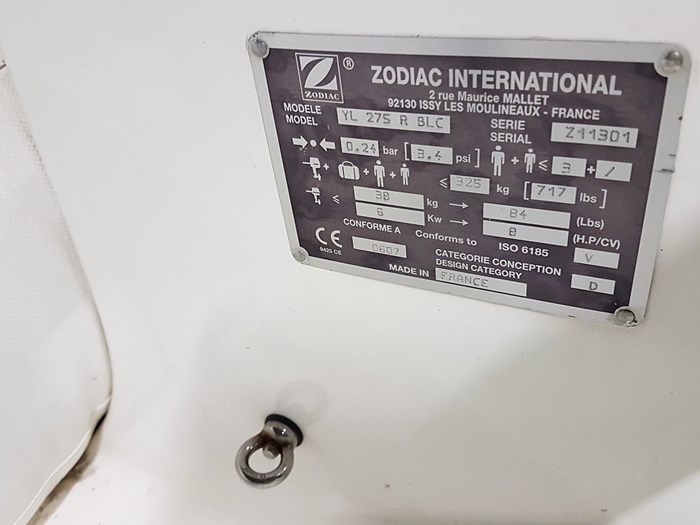 ZODIAC
®
ZODIAC INTERNATIONAL
2 rue Maurice MALLET
92130 ISSY LES MOULINEAUX - FRANCE
MODELE
MODEL
YL 275 R BLC
SERIE
SERIAL
Z11301
0.24 bar [3.4 psi] + ≤ 3 + /
+ + + ≤ 325 kg [717 lbs]
≤ 38 kg → 84 (Lbs)
6 Kw → 8 (H.P/CV)
CE
0425 CE
CONFORME A
Conforms to
ISO 6185
V
0607
CATEGORIE CONCEPTION
DESIGN CATEGORY
D
MADE IN FRANCE